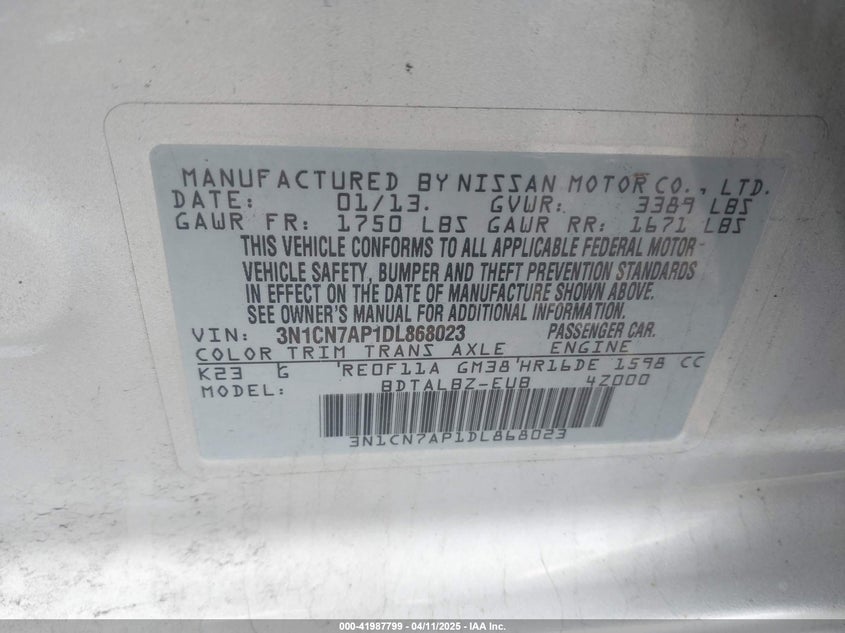 MANUFACTURED BY NISSAN MOTOR CO., LTD.
DATE: 01/13. GVWR: 3389 LBS
GAWR FR: 1750 LBS GAWR RR: 1671 LBS
THIS VEHICLE CONFORMS TO ALL APPLICABLE FEDERAL MOTOR
VEHICLE SAFETY, BUMPER AND THEFT PREVENTION STANDARDS
IN EFFECT ON THE DATE OF MANUFACTURE SHOWN ABOVE.
SEE OWNER'S MANUAL FOR ADDITIONAL INFORMATION.
VIN: 3N1CN7AP1DL868023 PASSENGER CAR.
COLOR TRIM TRANS AXLE ENGINE
K23 G RE0F11A GM38 HR16DE 1598 CC
MODEL: BDTALBZ-EUB 4Z000
3N1CN7AP1DL868023
000-41987799 - 04/11/2025 - IAA Inc.